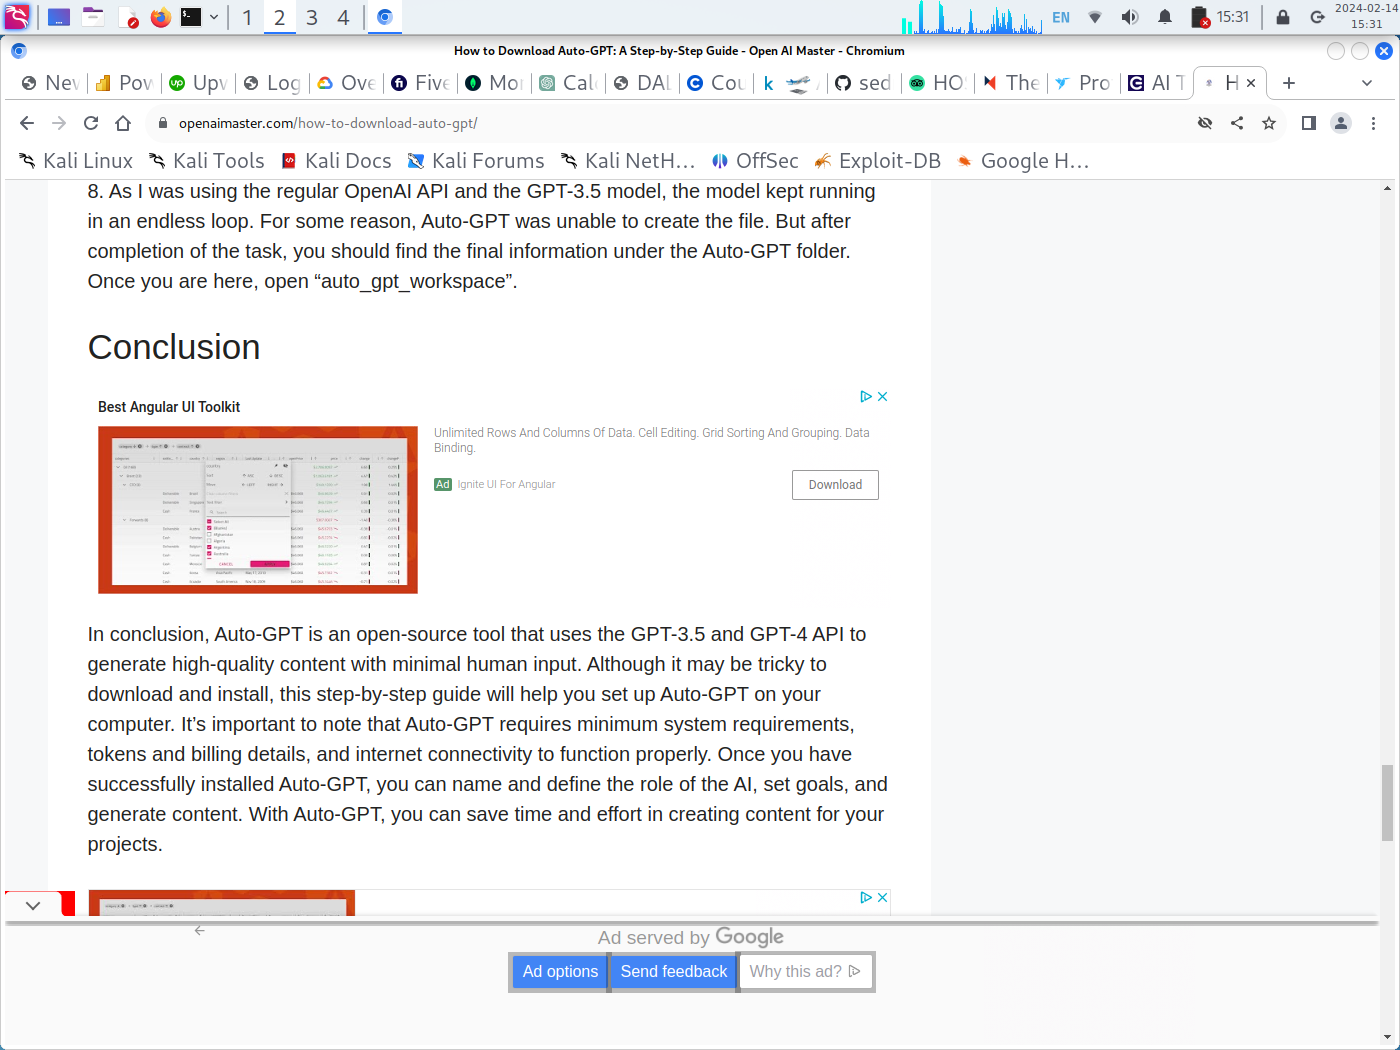 1 2 3 4
EN
15:31
2024-02-14
15:31
How to Download Auto-GPT: A Step-by-Step Guide - Open AI Master - Chromium
Nev Pow Upv Log Ove Five Mor Cal DAL Cou k sed HO The Pro AI T H
openaimaster.com/how-to-download-auto-gpt/
Kali Linux Kali Tools Kali Docs Kali Forums Kali NetH... OffSec Exploit-DB Google H...
8. As I was using the regular OpenAI API and the GPT-3.5 model, the model kept running
in an endless loop. For some reason, Auto-GPT was unable to create the file. But after
completion of the task, you should find the final information under the Auto-GPT folder.
Once you are here, open “auto_gpt_workspace”.
Conclusion
Best Angular UI Toolkit
Unlimited Rows And Columns Of Data. Cell Editing. Grid Sorting And Grouping. Data
Binding.
Ad Ignite UI For Angular
Download
In conclusion, Auto-GPT is an open-source tool that uses the GPT-3.5 and GPT-4 API to
generate high-quality content with minimal human input. Although it may be tricky to
download and install, this step-by-step guide will help you set up Auto-GPT on your
computer. It’s important to note that Auto-GPT requires minimum system requirements,
tokens and billing details, and internet connectivity to function properly. Once you have
successfully installed Auto-GPT, you can name and define the role of the AI, set goals, and
generate content. With Auto-GPT, you can save time and effort in creating content for your
projects.
Ad served by Google
Ad options Send feedback Why this ad?